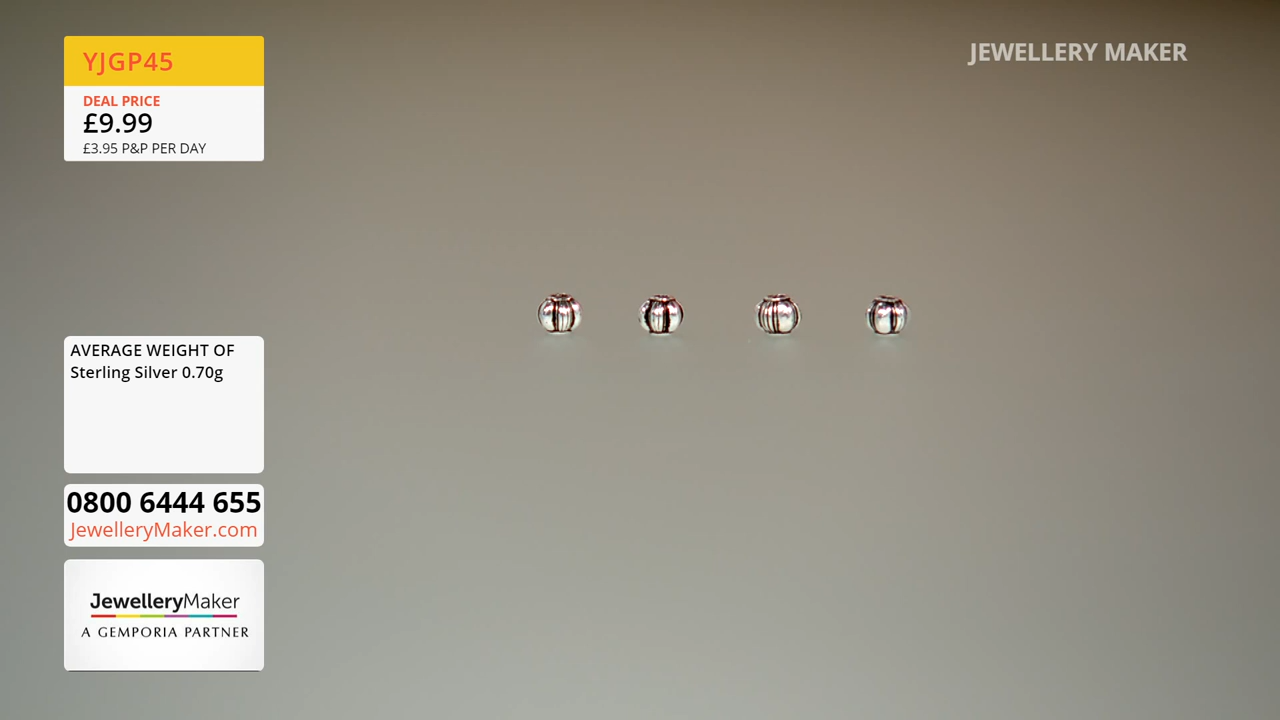 YJGP45
DEAL PRICE
£9.99
£3.95 P&P PER DAY
JEWELLERY MAKER
AVERAGE WEIGHT OF
Sterling Silver 0.70g
0800 6444 655
JewelleryMaker.com
JewelleryMaker
A GEMPORIA PARTNER